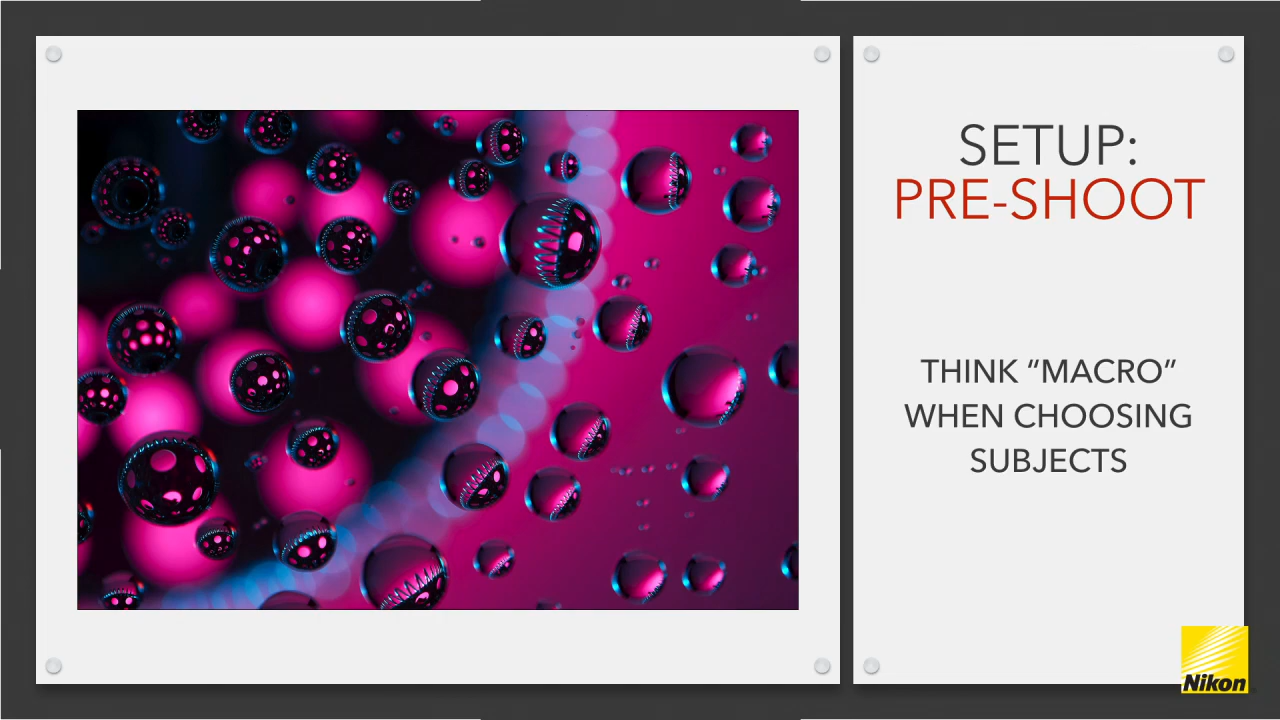 SETUP:
PRE-SHOOT
THINK “MACRO”
WHEN CHOOSING
SUBJECTS
Nikon